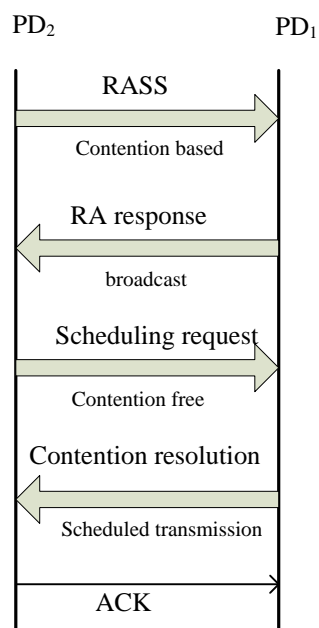 PD₂ PD₁
RASS
Contention based
RA response
broadcast
Scheduling request
Contention free
Contention resolution
Scheduled transmission
ACK